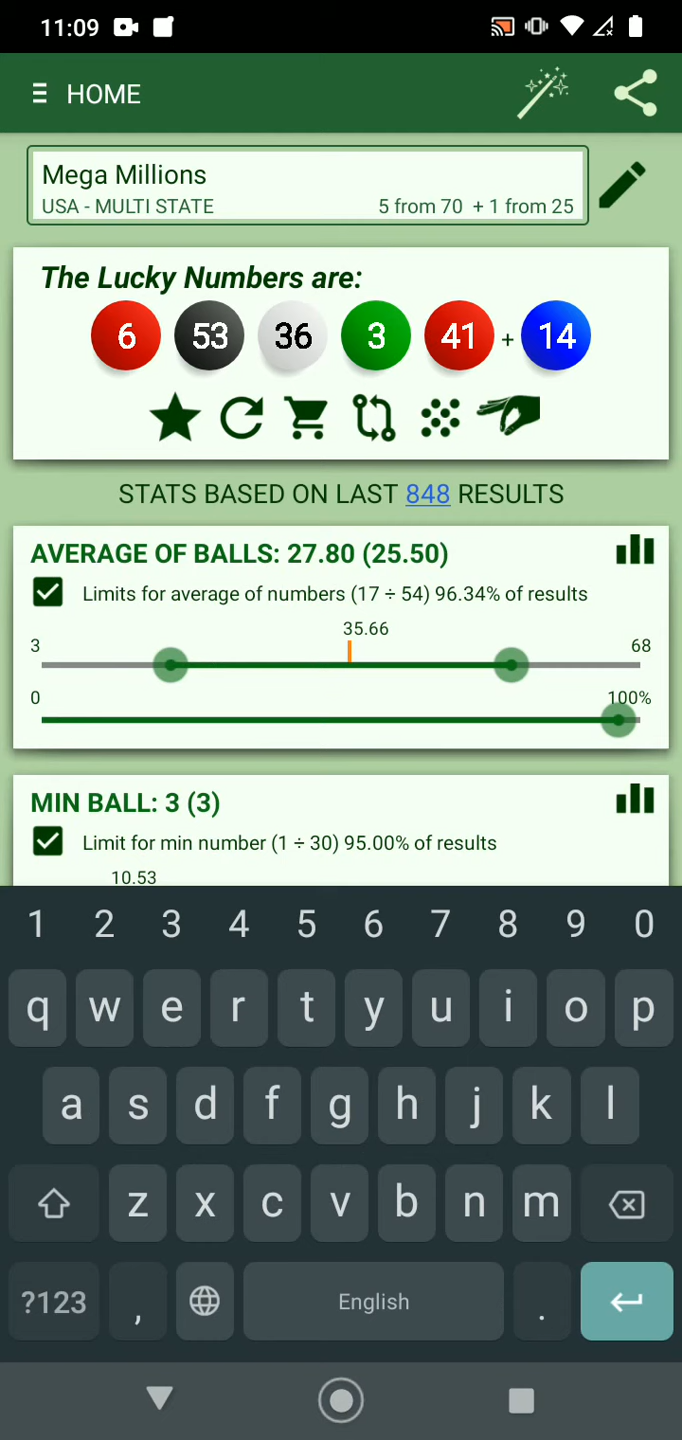 11:09
HOME
Mega Millions
USA - MULTI STATE 5 from 70 + 1 from 25
The Lucky Numbers are:
6 53 36 3 41 + 14
STATS BASED ON LAST 848 RESULTS
AVERAGE OF BALLS: 27.80 (25.50)
Limits for average of numbers (17 ÷ 54) 96.34% of results
35.66
3 68
0 100%
MIN BALL: 3 (3)
Limit for min number (1 ÷ 30) 95.00% of results
10.53
1 2 3 4 5 6 7 8 9 0
q w e r t y u i o p
a s d f g h j k l
z x c v b n m
?123 , English .